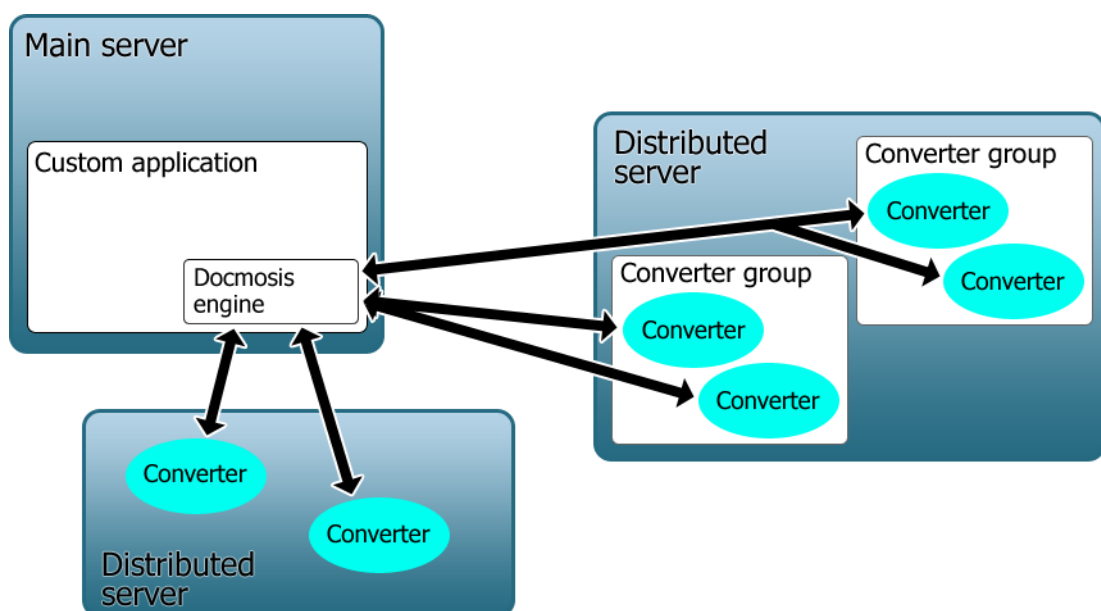 Main server
Custom application
Docmosis
engine
Distributed
server
Converter group
Converter
Converter
Converter group
Converter
Converter
Converter
Converter
Distributed
server